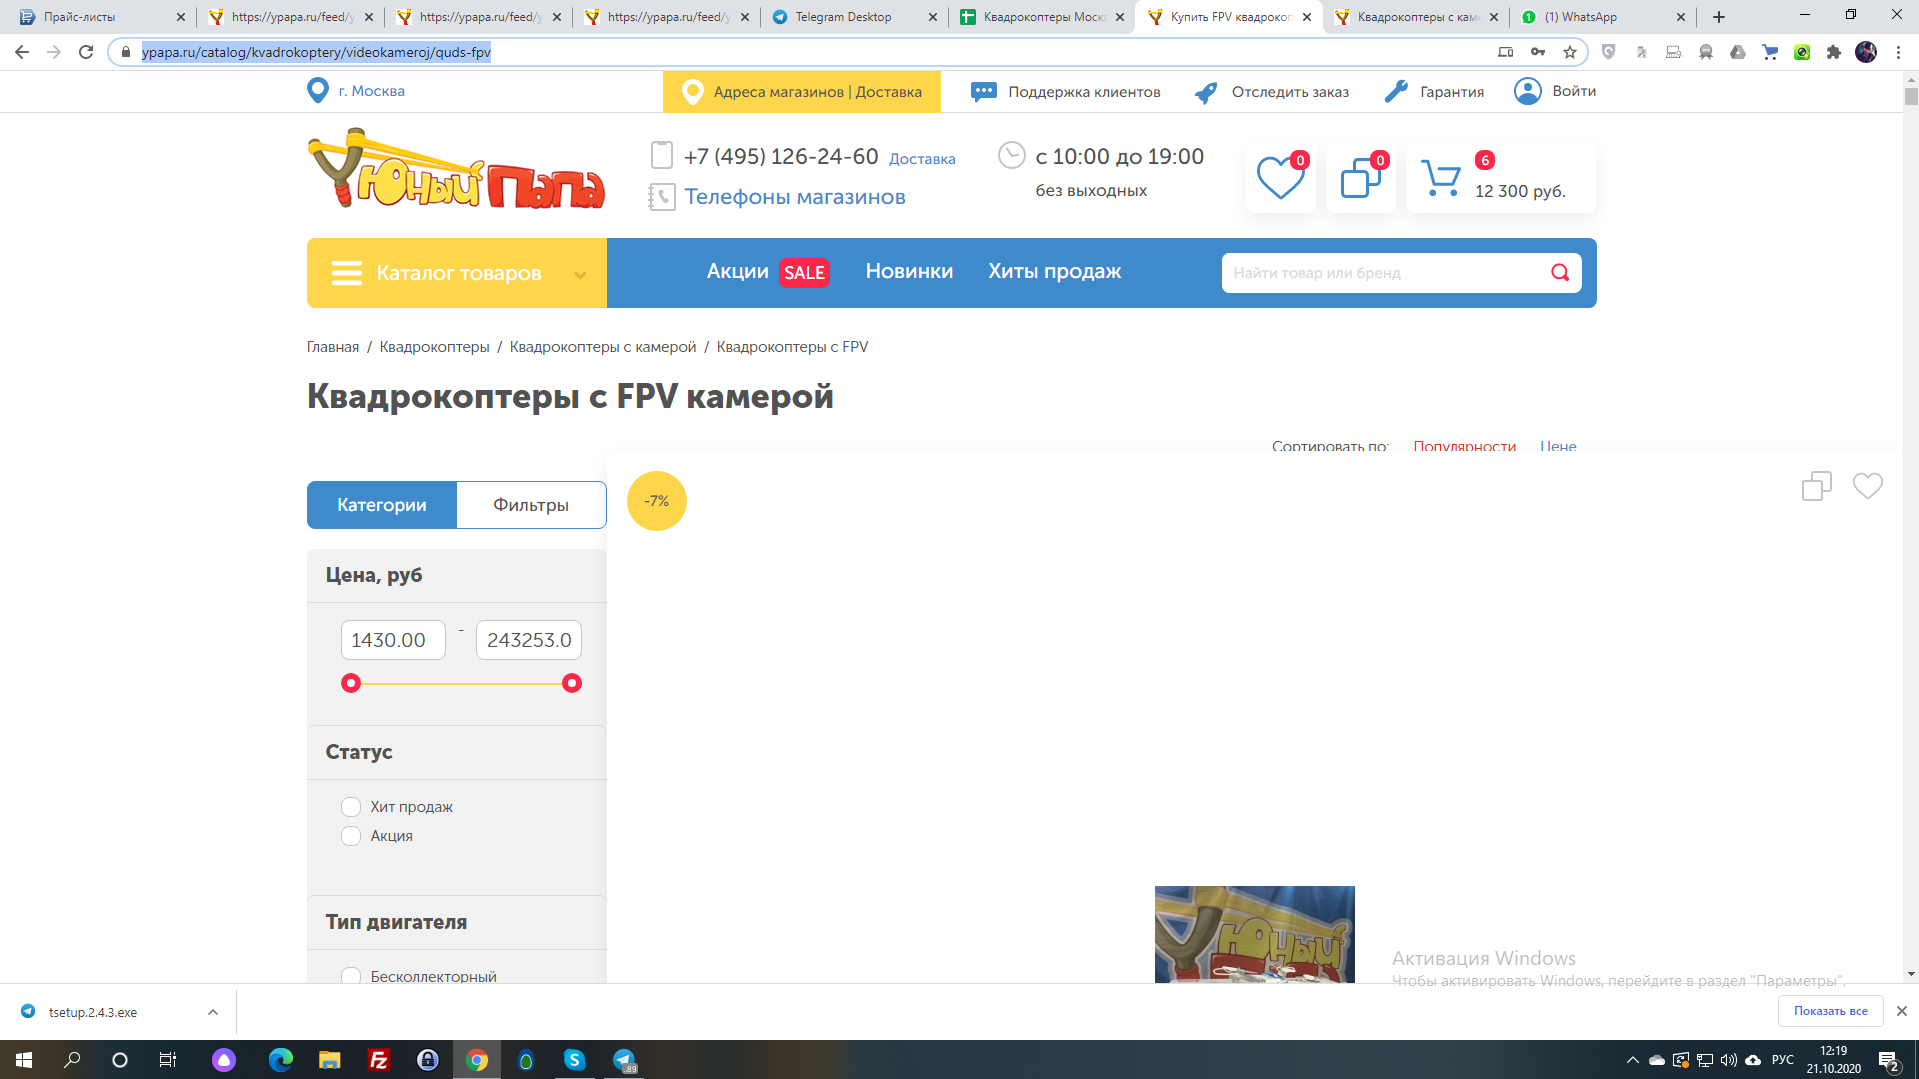 Прайс-листы
https://ypapa.ru/feed/y
https://ypapa.ru/feed/y
https://ypapa.ru/feed/y
Telegram Desktop
Квадрокоптеры Моск
Купить FPV квадрокоп
Квадрокоптеры с кам
(1) WhatsApp
ypapa.ru/catalog/kvadrokoptery/videokameroj/quds-fpv
г. Москва
Адреса магазинов | Доставка
Поддержка клиентов
Отследить заказ
Гарантия
Войти
Юный Папа
+7 (495) 126-24-60 Доставка
Телефоны магазинов
с 10:00 до 19:00
без выходных
0
0
6
12 300 руб.
Каталог товаров
Акции SALE
Новинки
Хиты продаж
Найти товар или бренд
Главная / Квадрокоптеры / Квадрокоптеры с камерой / Квадрокоптеры с FPV
Квадрокоптеры с FPV камерой
Сортировать по: Популярности Цене
Категории
Фильтры
-7%
Цена, руб
1430.00 - 243253.0
Статус
Хит продаж
Акция
Тип двигателя
Бесколлекторный
Юный
Активация Windows
Чтобы активировать Windows, перейдите в раздел "Параметры".
tsetup.2.4.3.exe
Показать все
89
РУС
12:19
21.10.2020
2